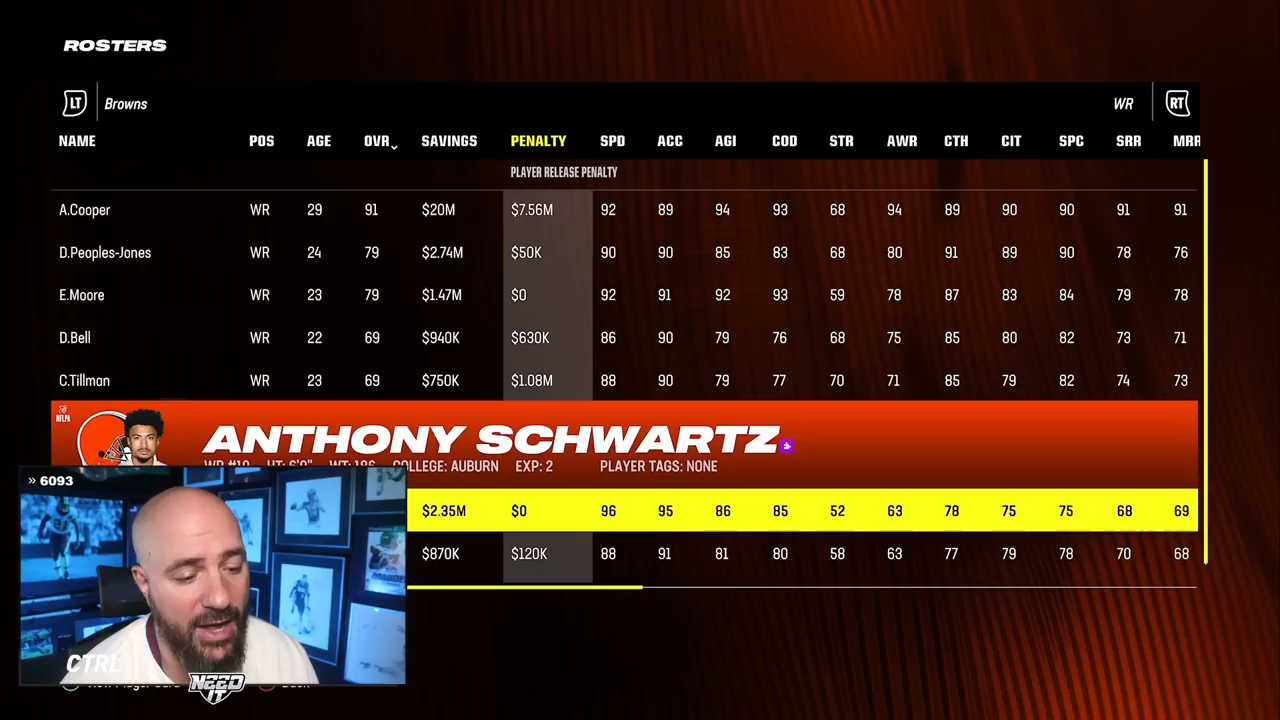 ROSTERS
LT Browns WR RT
NAME POS AGE OVR SAVINGS PENALTY SPD ACC AGI COD STR AWR CTH CIT SPC SRR MRR
PLAYER RELEASE PENALTY
A.Cooper WR 29 91 $20M $7.56M 92 89 94 93 68 94 89 90 90 91 91
D.Peoples-Jones WR 24 79 $2.74M $50K 90 90 85 83 68 80 91 89 90 78 76
E.Moore WR 23 79 $1.47M $0 92 91 92 93 59 78 87 83 84 79 78
D.Bell WR 22 69 $940K $630K 86 90 79 76 68 75 85 80 82 73 71
C.Tillman WR 23 69 $750K $1.08M 88 90 79 77 70 71 85 79 82 74 73
NFLPA
ANTHONY SCHWARTZ
COLLEGE: AUBURN EXP: 2 PLAYER TAGS: NONE
» 6093
$2.35M $0 96 95 86 85 52 63 78 75 75 68 69
$870K $120K 88 91 81 80 58 63 77 79 78 70 68
CTRL
NEED IT